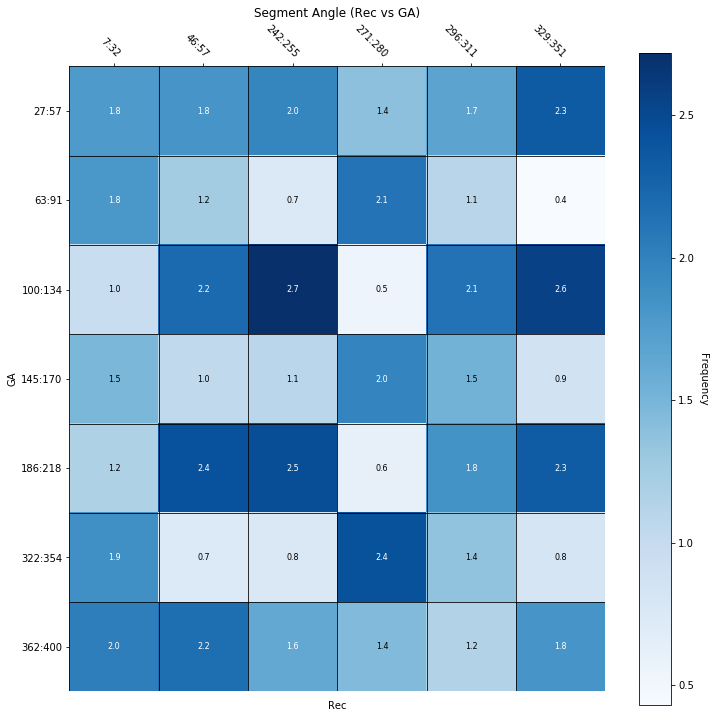 Segment Angle (Rec vs GA)
7:32 46:57 242:255 271:280 296:311 329:351
27:57 1.8 1.8 2.0 1.4 1.7 2.3
63:91 1.8 1.2 0.7 2.1 1.1 0.4
100:134 1.0 2.2 2.7 0.5 2.1 2.6
145:170 1.5 1.0 1.1 2.0 1.5 0.9
186:218 1.2 2.4 2.5 0.6 1.8 2.3
322:354 1.9 0.7 0.8 2.4 1.4 0.8
362:400 2.0 2.2 1.6 1.4 1.2 1.8
GA
Rec
2.5
2.0
1.5
1.0
0.5
Frequency